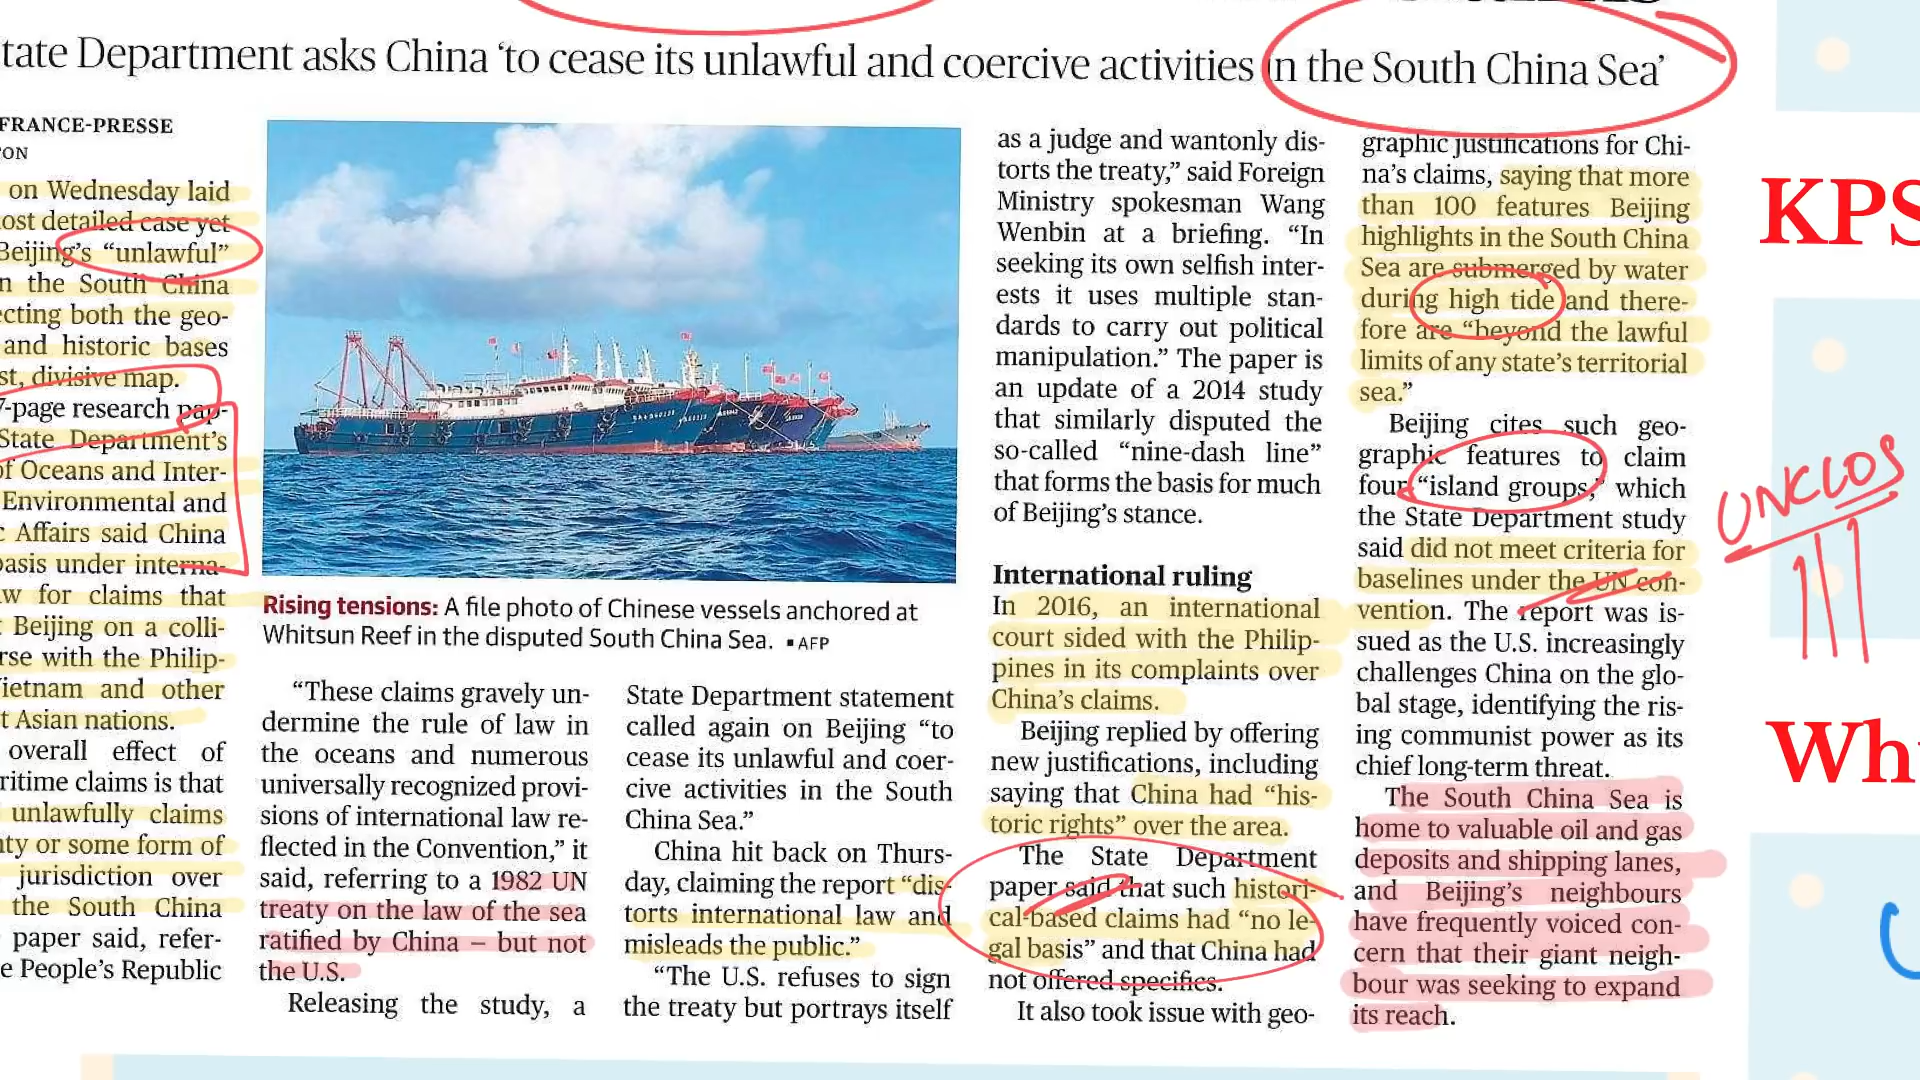 tate Department asks China ‘to cease its unlawful and coercive activities in the South China Sea’
FRANCE-PRESSE
TON
on Wednesday laid
ost detailed case yet
Beijing’s “unlawful”
n the South China
ecting both the geo-
and historic bases
st, divisive map.
7-page research pap-
State Department’s
of Oceans and Inter-
Environmental and
c Affairs said China
basis under interna-
w for claims that
t Beijing on a colli-
rse with the Philip-
ietnam and other
t Asian nations.
overall effect of
ritime claims is that
unlawfully claims
nty or some form of
jurisdiction over
the South China
paper said, refer-
e People’s Republic
Rising tensions: A file photo of Chinese vessels anchored at
Whitsun Reef in the disputed South China Sea. ▪ AFP
“These claims gravely un-
dermine the rule of law in
the oceans and numerous
universally recognized provi-
sions of international law re-
flected in the Convention,” it
said, referring to a 1982 UN
treaty on the law of the sea
ratified by China – but not
the U.S.
Releasing the study, a
State Department statement
called again on Beijing “to
cease its unlawful and coer-
cive activities in the South
China Sea.”
China hit back on Thurs-
day, claiming the report “dis-
torts international law and
misleads the public.”
“The U.S. refuses to sign
the treaty but portrays itself
as a judge and wantonly dis-
torts the treaty,” said Foreign
Ministry spokesman Wang
Wenbin at a briefing. “In
seeking its own selfish inter-
ests it uses multiple stan-
dards to carry out political
manipulation.” The paper is
an update of a 2014 study
that similarly disputed the
so-called “nine-dash line”
that forms the basis for much
of Beijing’s stance.
International ruling
In 2016, an international
court sided with the Philip-
pines in its complaints over
China’s claims.
Beijing replied by offering
new justifications, including
saying that China had “his-
toric rights” over the area.
The State Department
paper said that such histori-
cal-based claims had “no le-
gal basis” and that China had
not offered specifics.
It also took issue with geo-
graphic justifications for Chi-
na’s claims, saying that more
than 100 features Beijing
highlights in the South China
Sea are submerged by water
during high tide and there-
fore are “beyond the lawful
limits of any state’s territorial
sea.”
Beijing cites such geo-
graphic features to claim
four “island groups,” which
the State Department study
said did not meet criteria for
baselines under the UN con-
vention. The report was is-
sued as the U.S. increasingly
challenges China on the glo-
bal stage, identifying the ris-
ing communist power as its
chief long-term threat.
The South China Sea is
home to valuable oil and gas
deposits and shipping lanes,
and Beijing’s neighbours
have frequently voiced con-
cern that their giant neigh-
bour was seeking to expand
its reach.
KPS
UNCLOS
Wh